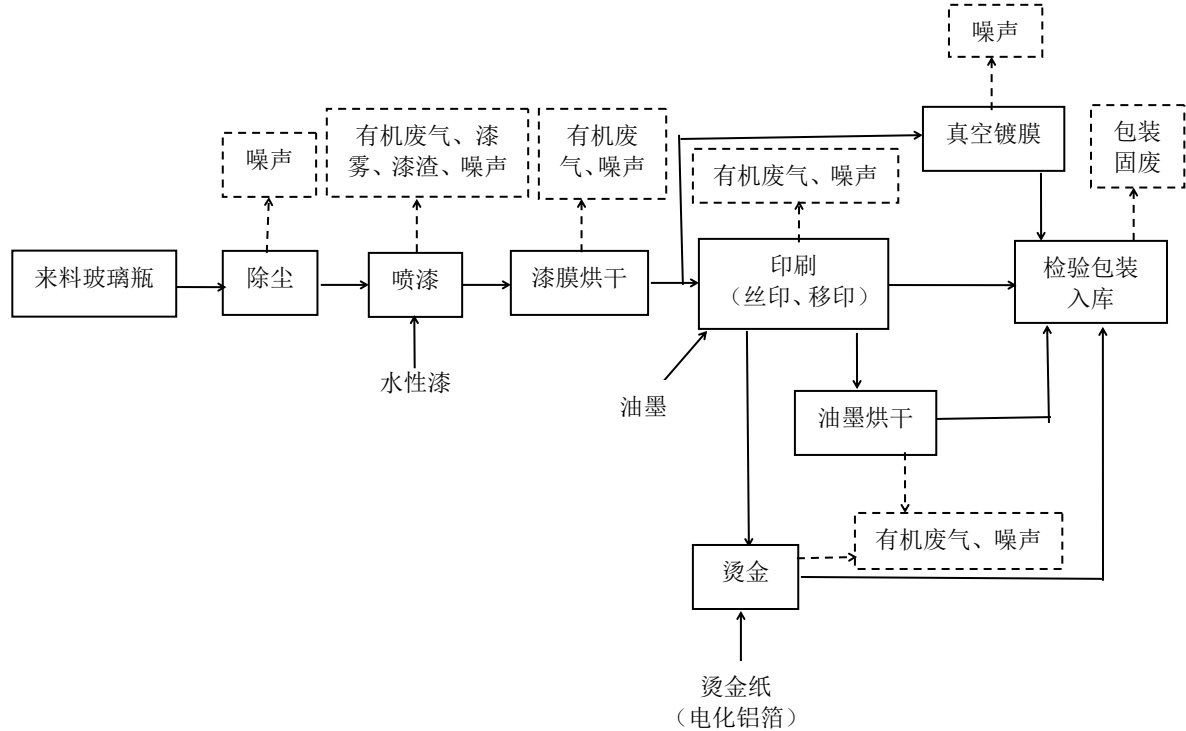 噪声
有机废气、漆
雾、漆渣、噪声
有机废
气、噪声
噪声
真空镀膜
包装
固废
有机废气、噪声
来料玻璃瓶
除尘
喷漆
漆膜烘干
印刷
（丝印、移印）
检验包装
入库
水性漆
油墨
油墨烘干
有机废气、噪声
烫金
烫金纸
（电化铝箔）